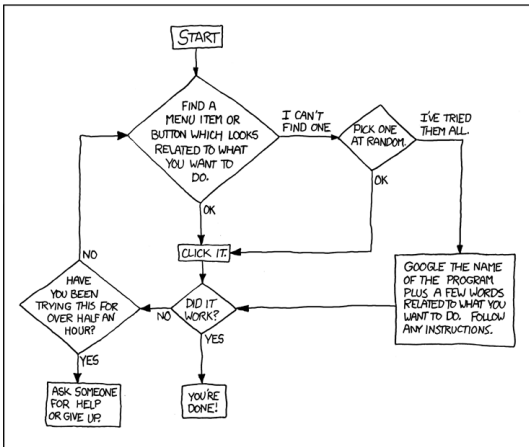 START
FIND A
MENU ITEM OR
BUTTON WHICH LOOKS
RELATED TO WHAT
YOU WANT TO
DO.
I CAN'T
FIND ONE
PICK ONE
AT RANDOM.
I'VE TRIED
THEM ALL.
OK
OK
CLICK IT.
NO
HAVE
YOU BEEN
TRYING THIS FOR
OVER HALF AN
HOUR?
NO
DID IT
WORK?
GOOGLE THE NAME
OF THE PROGRAM
PLUS A FEW WORDS
RELATED TO WHAT YOU
WANT TO DO. FOLLOW
ANY INSTRUCTIONS.
YES
YES
ASK SOMEONE
FOR HELP
OR GIVE UP.
YOU'RE
DONE!